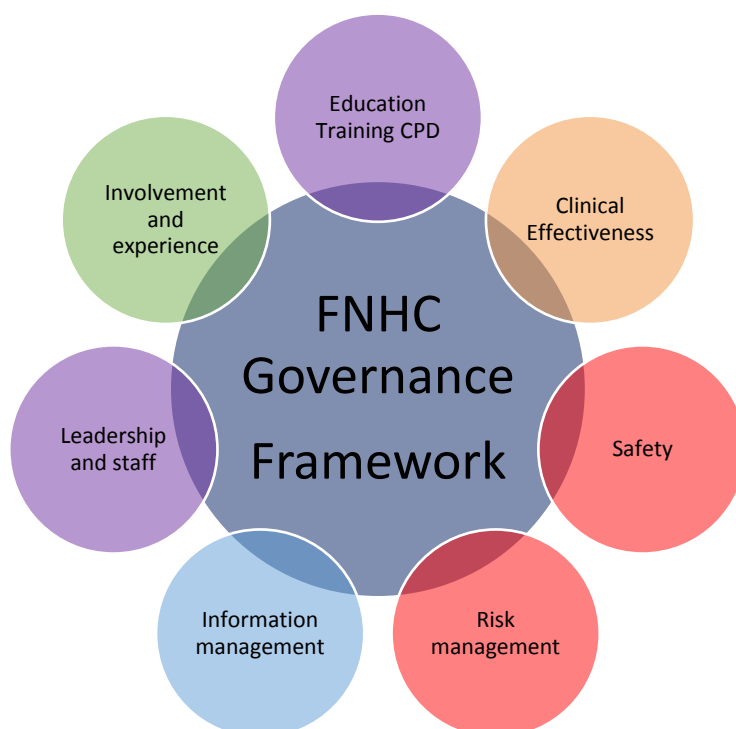 Education
Training CPD
Involvement
and
experience
Clinical
Effectiveness
FNHC
Governance
Framework
Leadership
and staff
Safety
Information
management
Risk
management